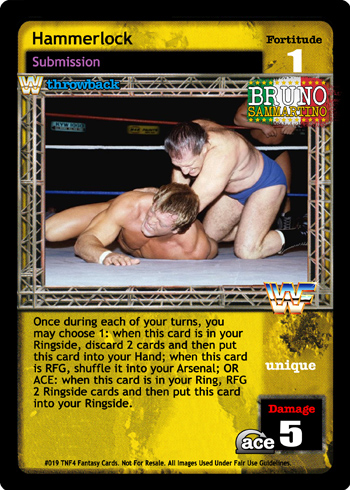 Hammerlock
Fortitude
1
Submission
W throwback
BRUNO
SAMMARTINO
WF
Once during each of your turns, you
may choose 1: when this card is in your
Ringside, discard 2 cards and then put
this card into your Hand; when this card
is RFG, shuffle it into your Arsenal; OR
ACE: when this card is in your Ring, RFG
2 Ringside cards and then put this card
into your Ringside.
unique
Damage
ace 5
#019 TNF4 Fantasy Cards. Not For Resale. All Images Used Under Fair Use Guidelines.